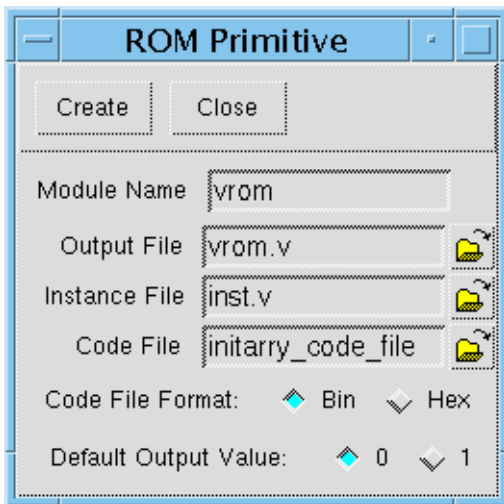 ROM Primitive
Create Close
Module Name vrom
Output File vrom.v
Instance File inst.v
Code File initarry_code_file
Code File Format: Bin Hex
Default Output Value: 0 1